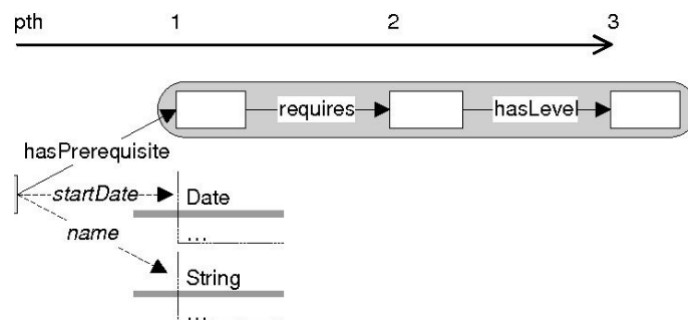 pth 1 2 3
requires hasLevel
hasPrerequisite
startDate Date
name ...
String
...